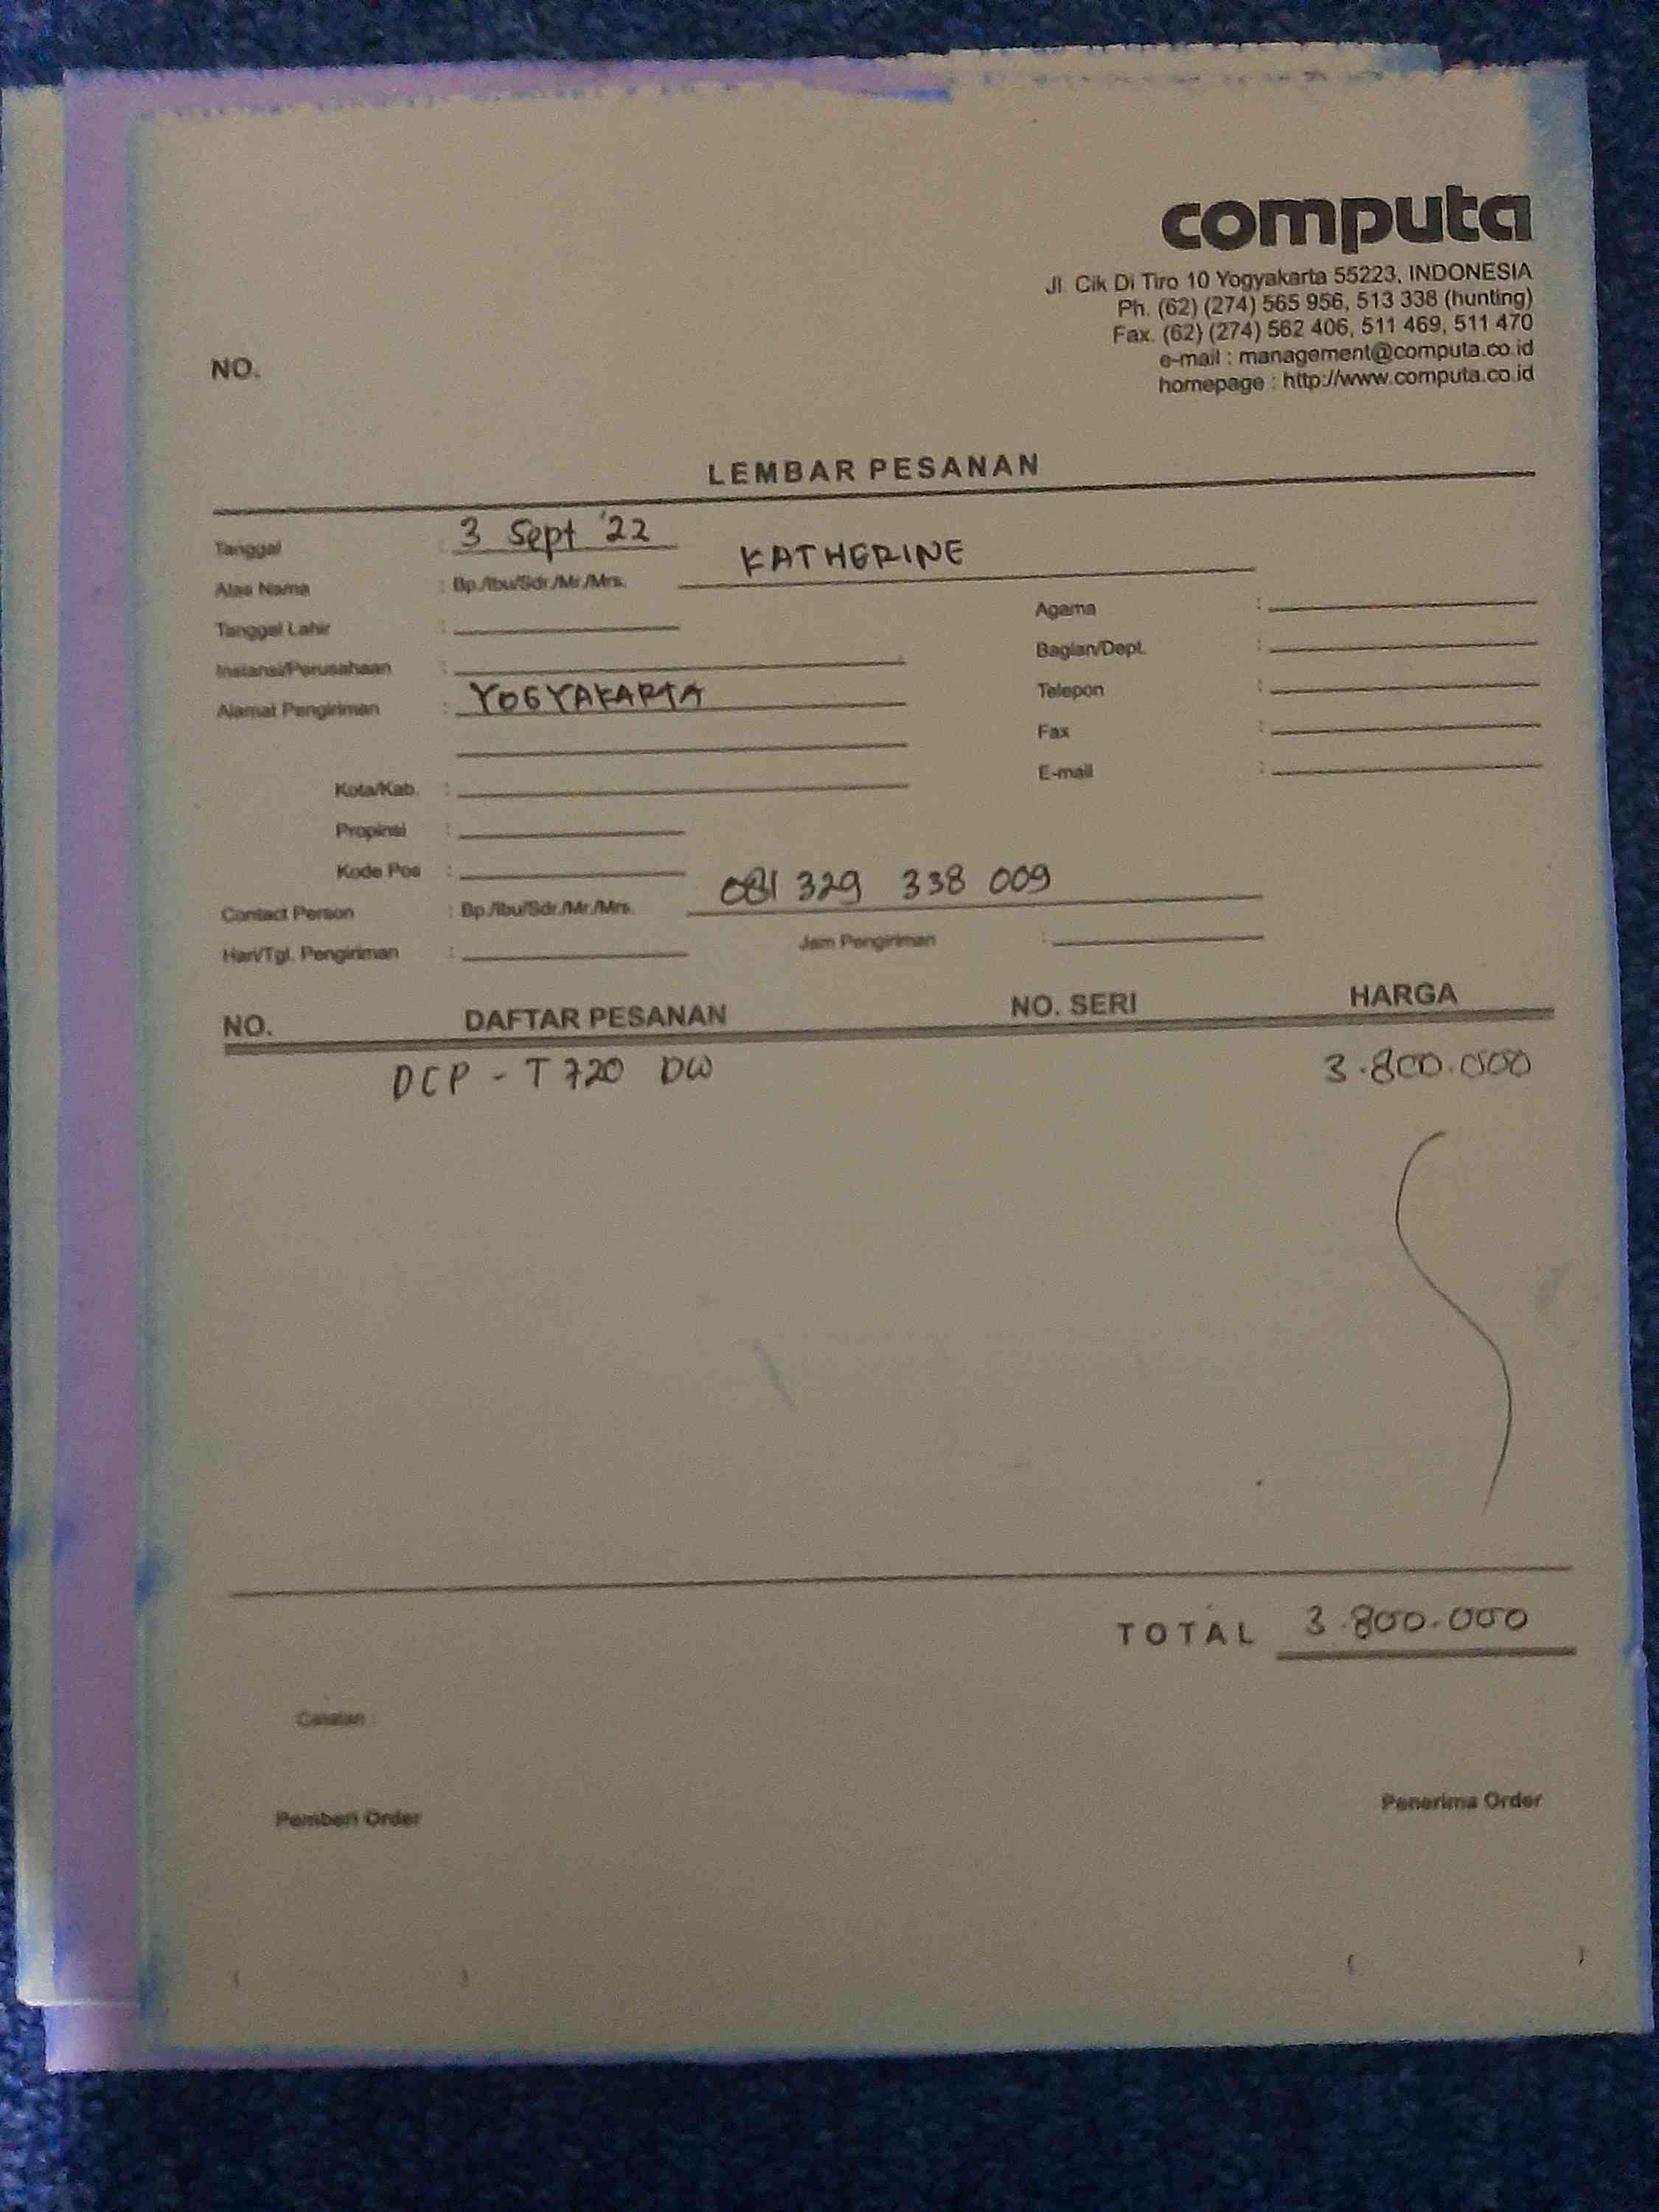 computa
Jl. Cik Di Tiro 10 Yogyakarta 55223, INDONESIA
Ph. (62) (274) 565 956, 513 338 (hunting)
Fax. (62) (274) 562 406, 511 469, 511 470
e-mail : management@computa.co.id
homepage : http://www.computa.co.id
NO.
LEMBAR PESANAN
Tanggal : 3 Sept '22
Atas Nama : Bp./Ibu/Sdr./Mr./Mrs. KATHERINE
Tanggal Lahir : Agama :
Instansi/Perusahaan : Bagian/Dept. :
Alamat Pengiriman : YOGYAKARTA Telepon :
Fax :
Kota/Kab. : E-mail :
Propinsi :
Kode Pos :
Contact Person : Bp./Ibu/Sdr./Mr./Mrs. 081 329 338 009
Hari/Tgl. Pengiriman : Jam Pengiriman :
NO. DAFTAR PESANAN NO. SERI HARGA
DCP - T720 DW 3.800.000
TOTAL 3.800.000
Catatan
Pemberi Order Penerima Order
( ) ( )